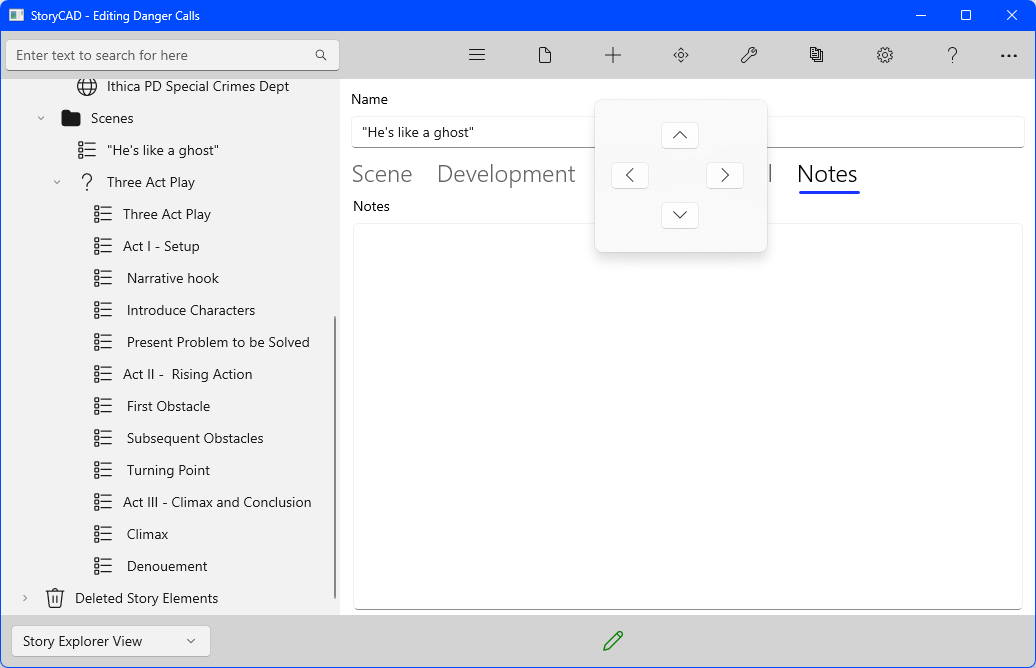 StoryCAD - Editing Danger Calls
Enter text to search for here
Ithica PD Special Crimes Dept
Scenes
"He's like a ghost"
Three Act Play
Three Act Play
Act I - Setup
Narrative hook
Introduce Characters
Present Problem to be Solved
Act II -  Rising Action
First Obstacle
Subsequent Obstacles
Turning Point
Act III - Climax and Conclusion
Climax
Denouement
Deleted Story Elements
Name
"He's like a ghost"
Scene Development Notes
Notes
Story Explorer View